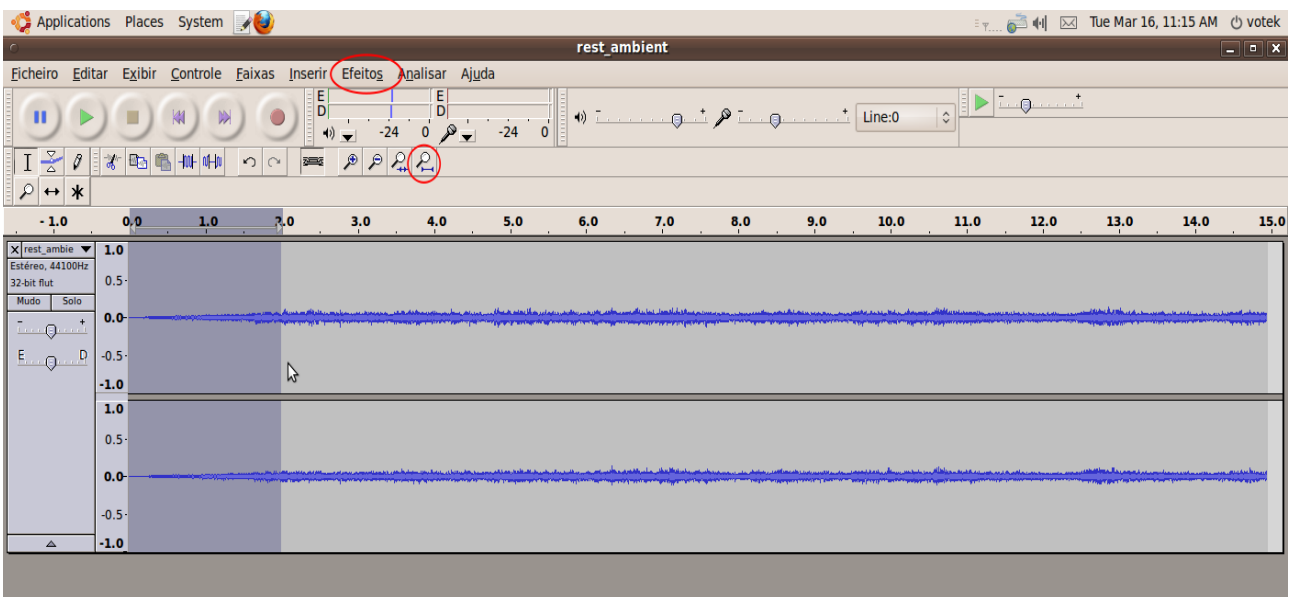 Applications Places System Tue Mar 16, 11:15 AM votek
rest_ambient
Ficheiro Editar Exibir Controle Faixas Inserir Efeitos Analisar Ajuda
E E
D D
-24 0 -24 0
- + - + Line:0 - +
- 1.0 0.0 1.0 2.0 3.0 4.0 5.0 6.0 7.0 8.0 9.0 10.0 11.0 12.0 13.0 14.0 15.0
X rest_ambie 1.0
Estéreo, 44100Hz
32-bit flut 0.5
Mudo Solo
- + 0.0
E D -0.5
-1.0
1.0
0.5
0.0
-0.5
-1.0